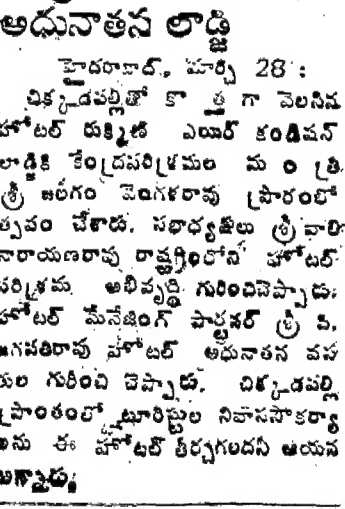 అధునాతన లాడ్జి
హైదరాబాద్, మార్చి 28 :
చిక్కడపల్లితో కొత్తగా వెలసిన
హోటల్ రుక్మిణి ఎయిర్ కండిషన్
లాడ్జికి కేంద్రపరిశ్రమల మంత్రి
శ్రీ జలగం వెంగళరావు ప్రారంభో
త్సవం చేశాడు. సభాధ్యక్షులు శ్రీ వాలి
నారాయణరావు రాష్ట్రంలోని హోటల్
పరిశ్రమ అభివృద్ధి గురించిచెప్పాడు.
హోటల్ మేనేజింగ్ పార్టనర్ శ్రీ పి.
జగపతిరావు హోటల్ అధునాతన వస
తుల గురించి చెప్పాడు. చిక్కడపల్లి
ప్రాంతంలో టూరిస్టుల నివాససౌకర్యా
లను ఈ హోటల్ తీర్చగలదని ఆయన
అన్నాడు.